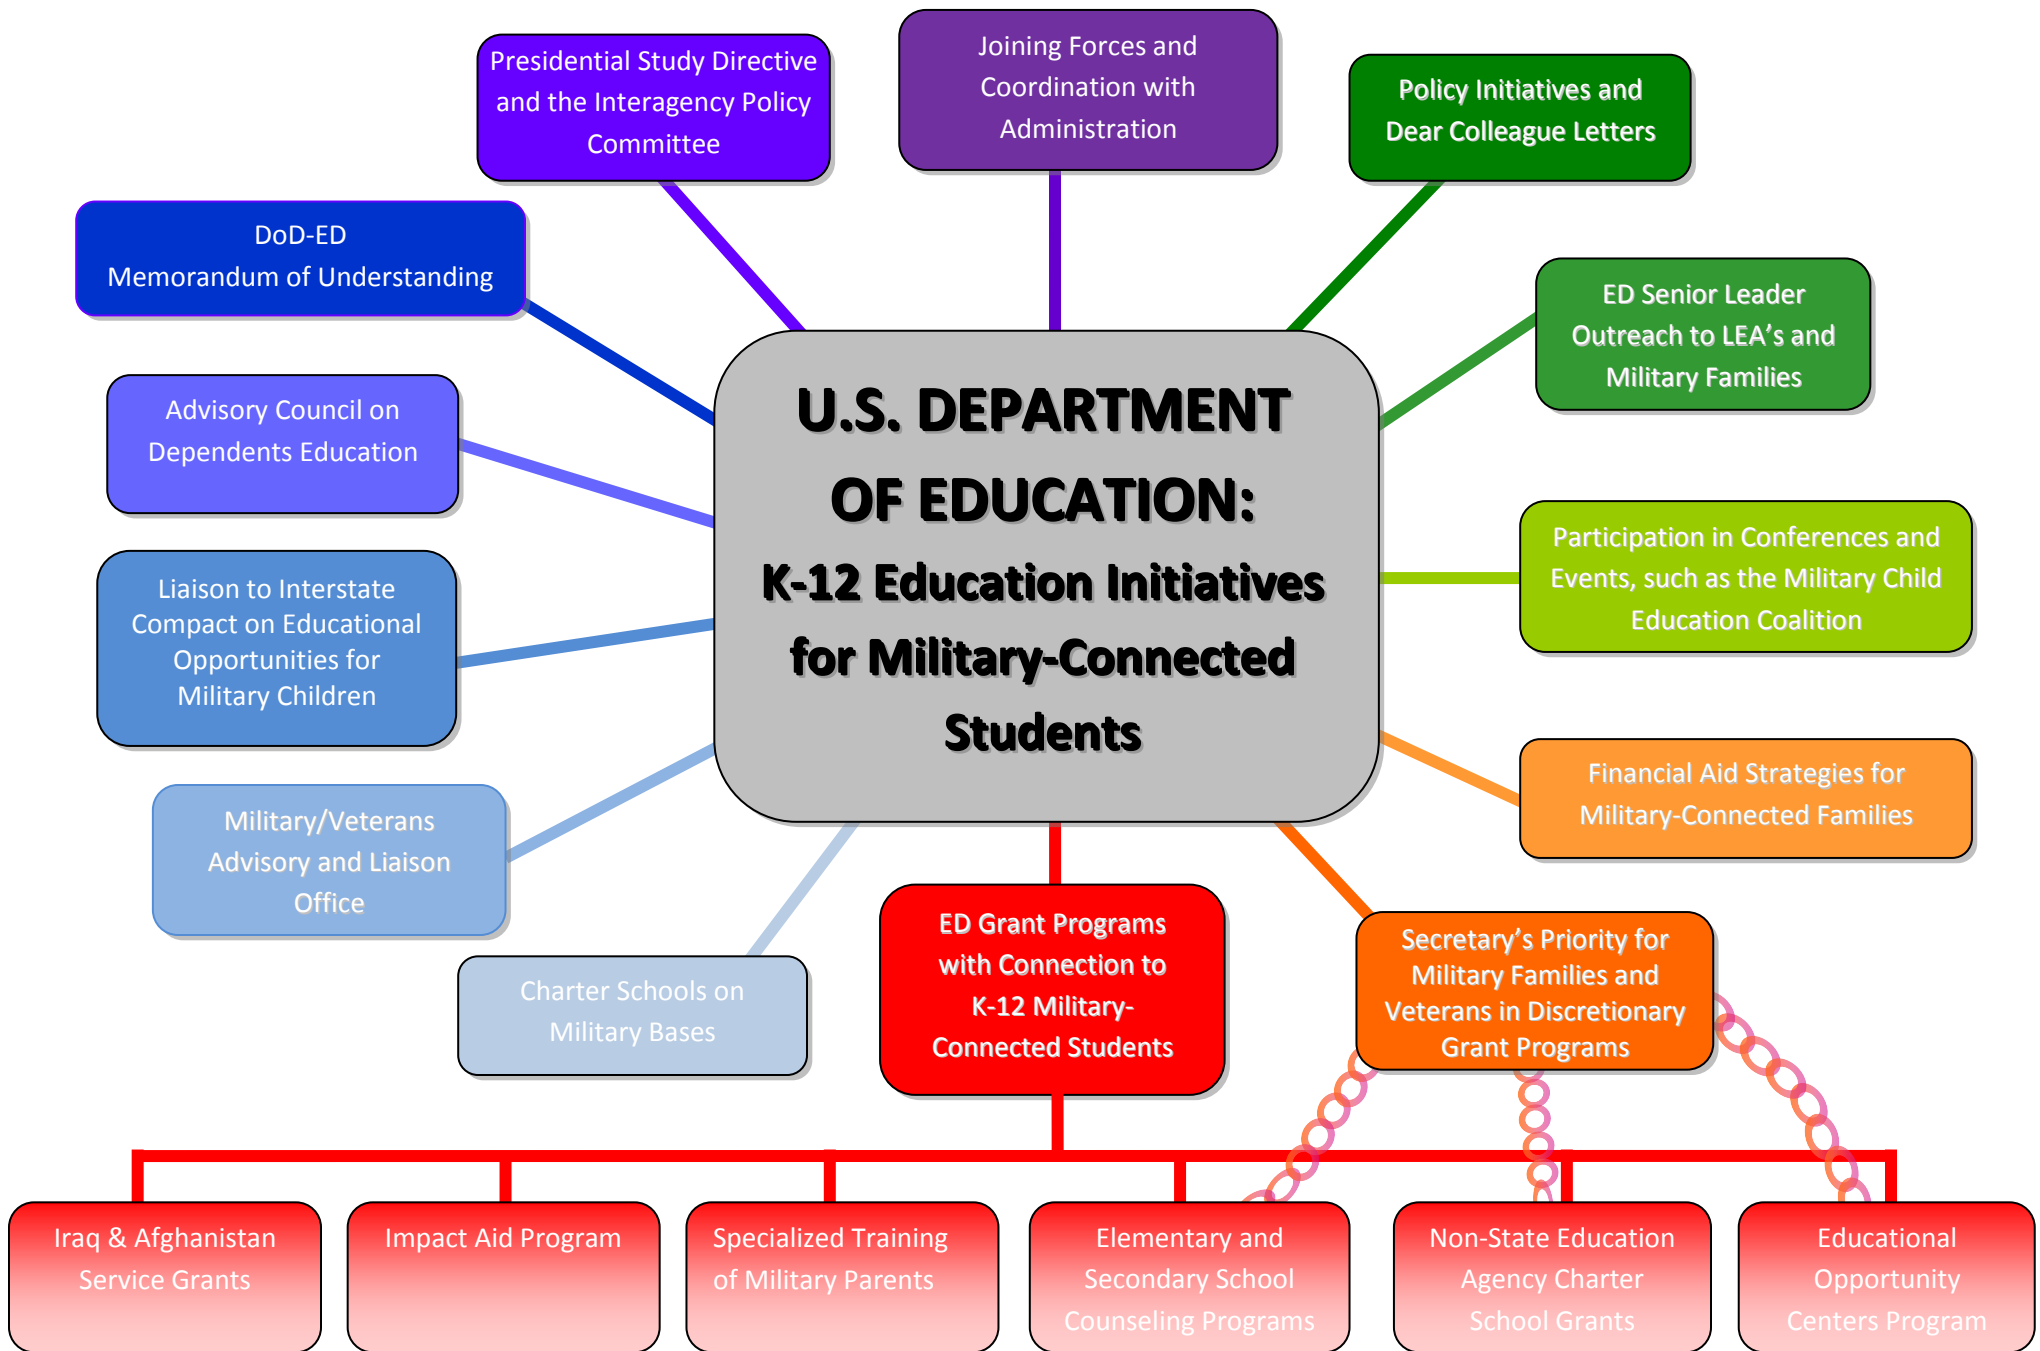 Presidential Study Directive
and the Interagency Policy
Committee
Joining Forces and
Coordination with
Administration
Policy Initiatives and
Dear Colleague Letters
DoD-ED
Memorandum of Understanding
ED Senior Leader
Outreach to LEA’s and
Military Families
Advisory Council on
Dependents Education
U.S. DEPARTMENT
OF EDUCATION:
K-12 Education Initiatives
for Military-Connected
Students
Participation in Conferences and
Events, such as the Military Child
Education Coalition
Liaison to Interstate
Compact on Educational
Opportunities for
Military Children
Financial Aid Strategies for
Military-Connected Families
Military/Veterans
Advisory and Liaison
Office
Charter Schools on
Military Bases
ED Grant Programs
with Connection to
K-12 Military-
Connected Students
Secretary’s Priority for
Military Families and
Veterans in Discretionary
Grant Programs
Iraq & Afghanistan
Service Grants
Impact Aid Program
Specialized Training
of Military Parents
Elementary and
Secondary School
Counseling Programs
Non-State Education
Agency Charter
School Grants
Educational
Opportunity
Centers Program